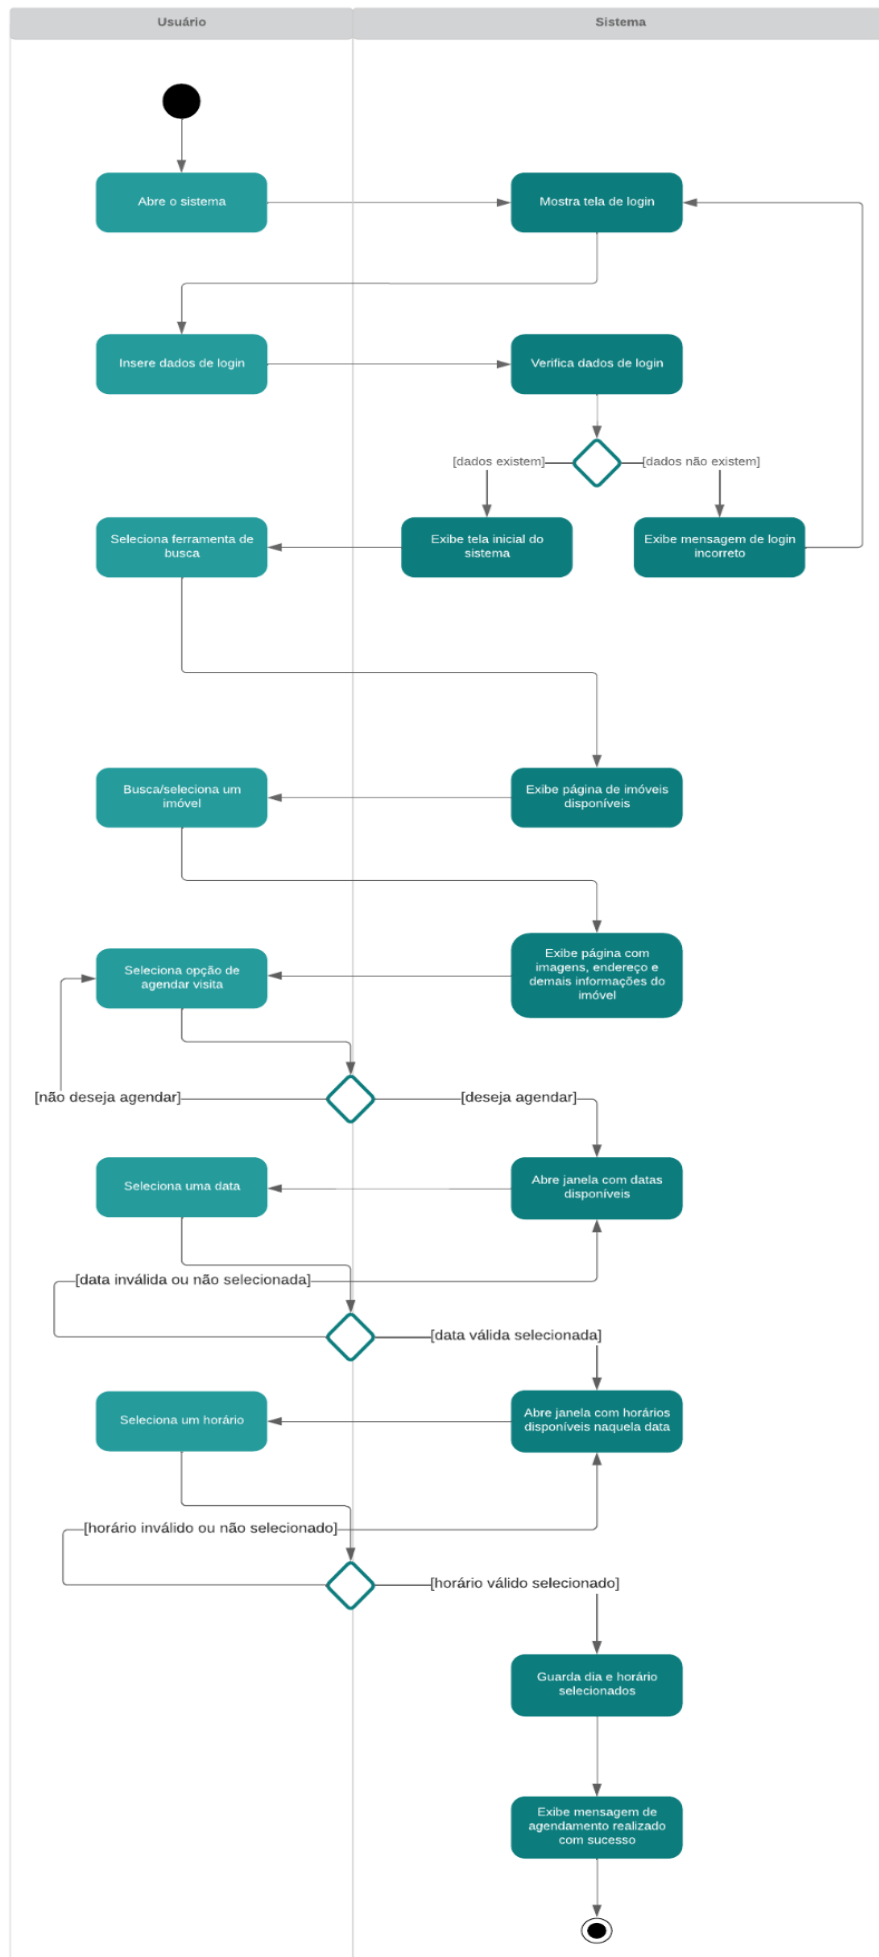 Usuário
Sistema
Abre o sistema
Mostra tela de login
Insere dados de login
Verifica dados de login
[dados existem]
[dados não existem]
Seleciona ferramenta de
busca
Exibe tela inicial do
sistema
Exibe mensagem de login
incorreto
Busca/seleciona um
imóvel
Exibe página de imóveis
disponíveis
Seleciona opção de
agendar visita
Exibe página com
imagens, endereço e
demais informações do
imóvel
[não deseja agendar]
[deseja agendar]
Seleciona uma data
Abre janela com datas
disponíveis
[data inválida ou não selecionada]
[data válida selecionada]
Seleciona um horário
Abre janela com horários
disponíveis naquela data
[horário inválido ou não selecionado]
[horário válido selecionado]
Guarda dia e horário
selecionados
Exibe mensagem de
agendamento realizado
com sucesso